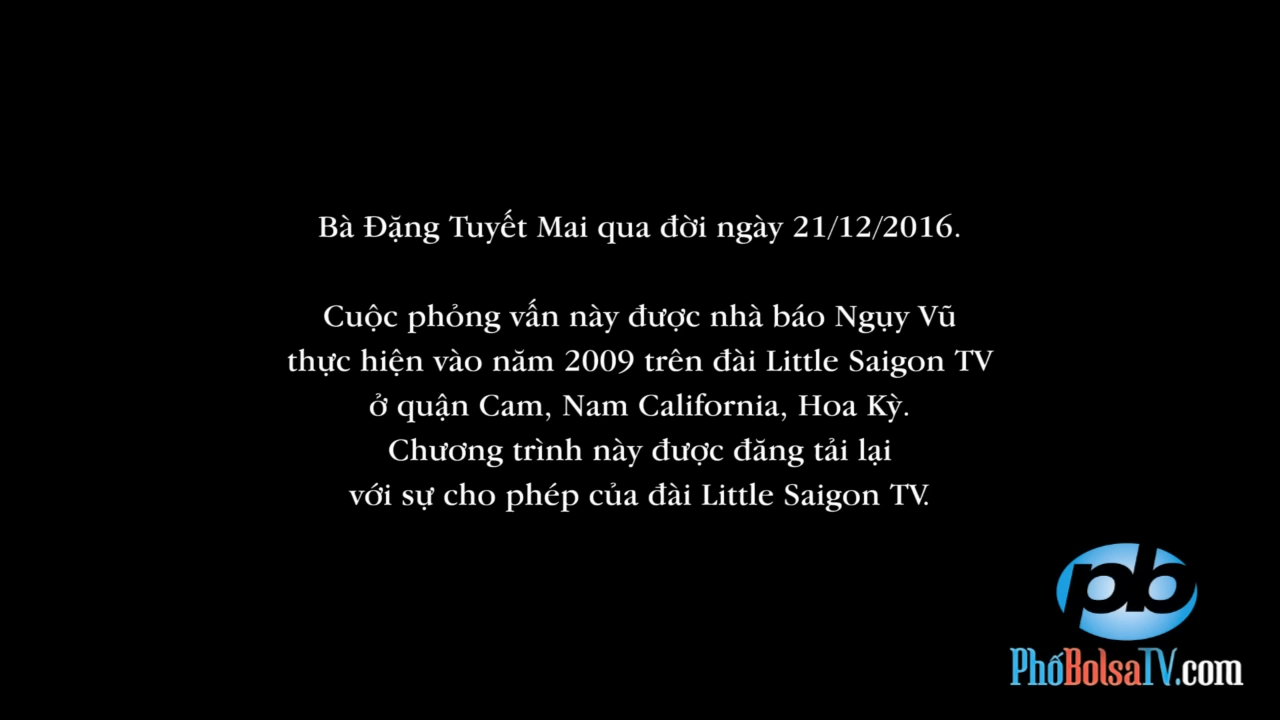 Bà Đặng Tuyết Mai qua đời ngày 21/12/2016.
Cuộc phỏng vấn này được nhà báo Ngụy Vũ
thực hiện vào năm 2009 trên đài Little Saigon TV
ở quận Cam, Nam California, Hoa Kỳ.
Chương trình này được đăng tải lại
với sự cho phép của đài Little Saigon TV.
pb
PhốBolsaTV.com